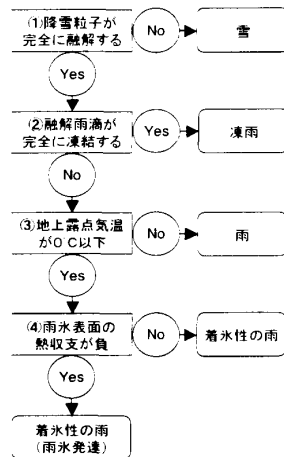 (1)降雪粒子が
完全に融解する
No
雪
Yes
(2)融解雨滴が
完全に凍結する
Yes
凍雨
No
(3)地上露点気温
が0℃以下
No
雨
Yes
(4)雨氷表面の
熱収支が負
No
着氷性の雨
Yes
着氷性の雨
(雨氷発達)